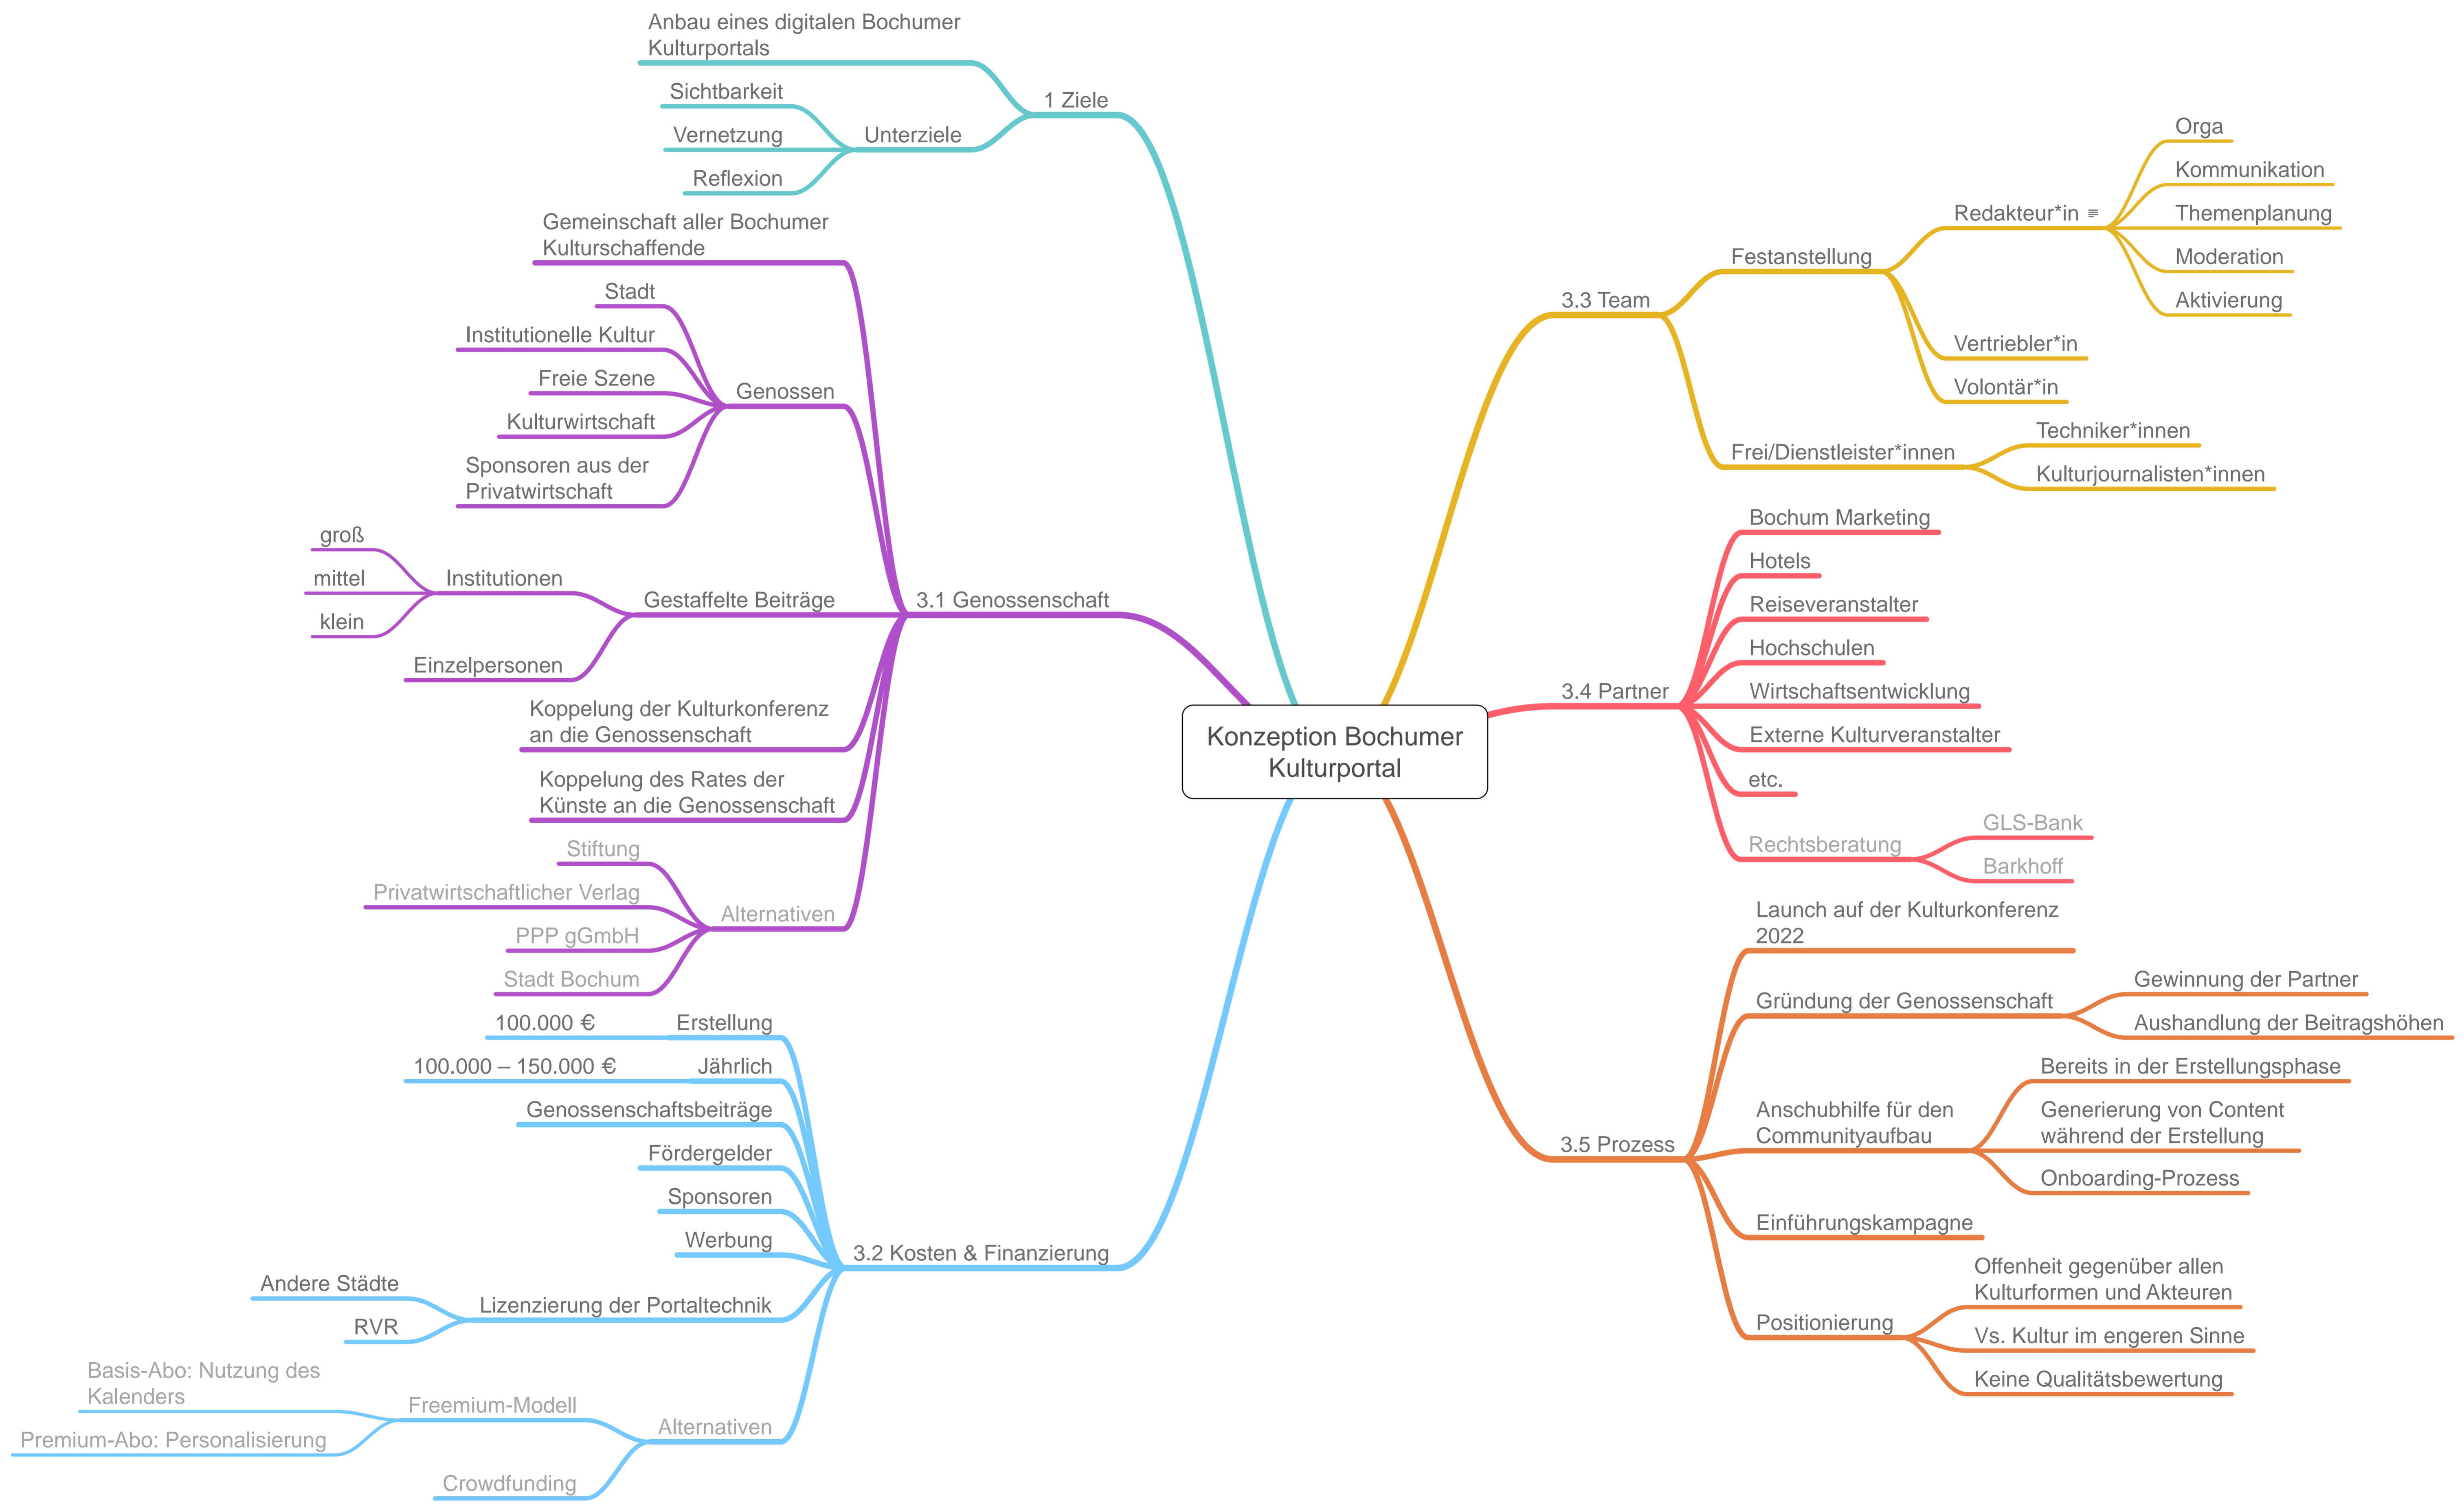 Konzeption Bochumer
Kulturportal
1 Ziele
Anbau eines digitalen Bochumer
Kulturportals
Unterziele
Sichtbarkeit
Vernetzung
Reflexion
3.1 Genossenschaft
Gemeinschaft aller Bochumer
Kulturschaffende
Genossen
Stadt
Institutionelle Kultur
Freie Szene
Kulturwirtschaft
Sponsoren aus der
Privatwirtschaft
Gestaffelte Beiträge
Institutionen
groß
mittel
klein
Einzelpersonen
Koppelung der Kulturkonferenz
an die Genossenschaft
Koppelung des Rates der
Künste an die Genossenschaft
Alternativen
Stiftung
Privatwirtschaftlicher Verlag
PPP gGmbH
Stadt Bochum
3.2 Kosten & Finanzierung
Erstellung
100.000 €
Jährlich
100.000 – 150.000 €
Genossenschaftsbeiträge
Fördergelder
Sponsoren
Werbung
Lizenzierung der Portaltechnik
Andere Städte
RVR
Alternativen
Freemium-Modell
Basis-Abo: Nutzung des
Kalenders
Premium-Abo: Personalisierung
Crowdfunding
3.3 Team
Festanstellung
Redakteur*in
Orga
Kommunikation
Themenplanung
Moderation
Aktivierung
Vertriebler*in
Volontär*in
Frei/Dienstleister*innen
Techniker*innen
Kulturjournalisten*innen
3.4 Partner
Bochum Marketing
Hotels
Reiseveranstalter
Hochschulen
Wirtschaftsentwicklung
Externe Kulturveranstalter
etc.
Rechtsberatung
GLS-Bank
Barkhoff
3.5 Prozess
Launch auf der Kulturkonferenz
2022
Gründung der Genossenschaft
Gewinnung der Partner
Aushandlung der Beitragshöhen
Anschubhilfe für den
Communityaufbau
Bereits in der Erstellungsphase
Generierung von Content
während der Erstellung
Onboarding-Prozess
Einführungskampagne
Positionierung
Offenheit gegenüber allen
Kulturformen und Akteuren
Vs. Kultur im engeren Sinne
Keine Qualitätsbewertung